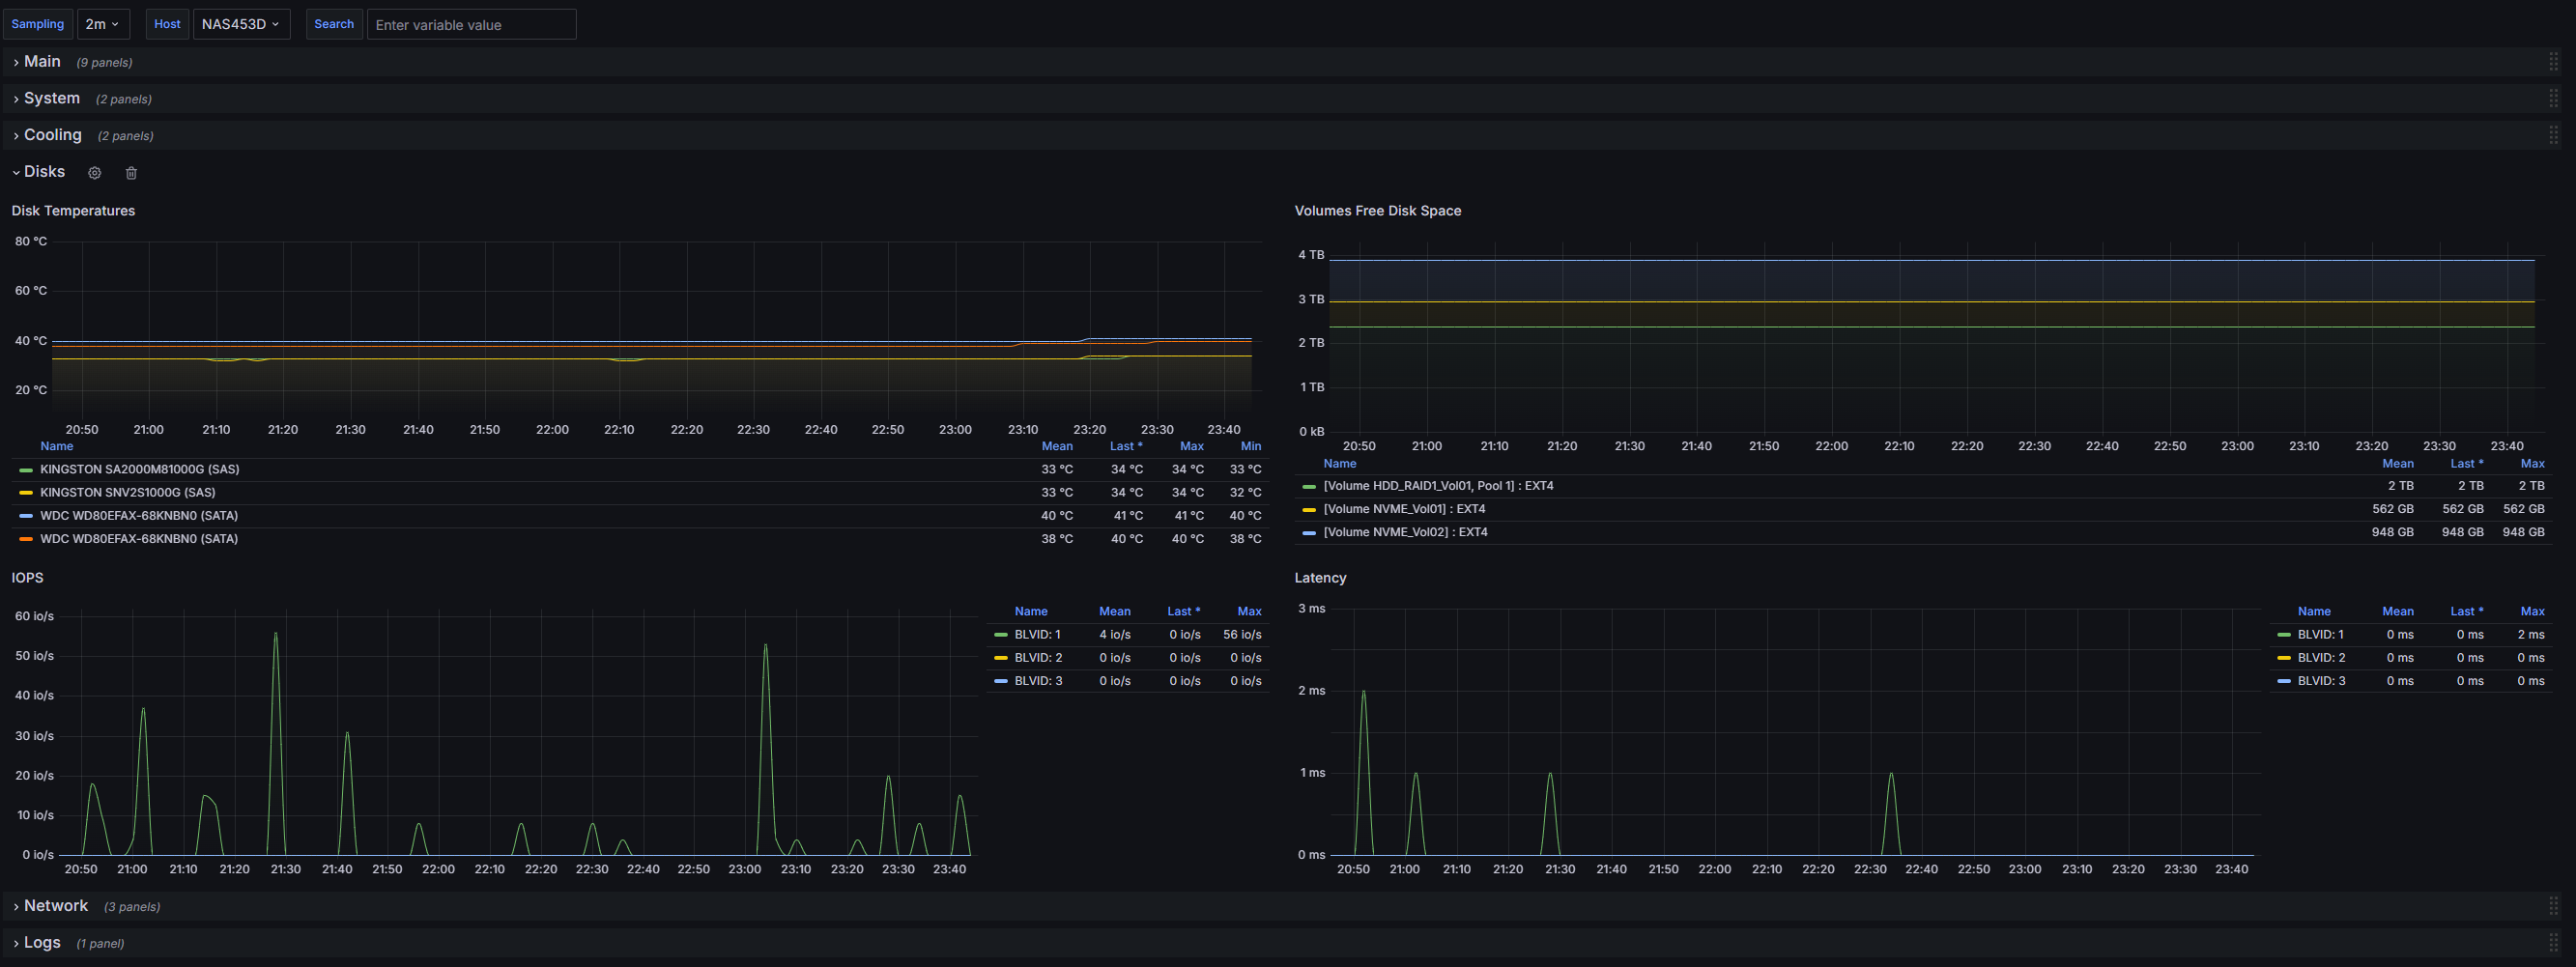 Sampling 2m Host NAS453D Search Enter variable value
Main (9 panels)
System (2 panels)
Cooling (2 panels)
Disks
Disk Temperatures
80 °C
60 °C
40 °C
20 °C
20:50 21:00 21:10 21:20 21:30 21:40 21:50 22:00 22:10 22:20 22:30 22:40 22:50 23:00 23:10 23:20 23:30 23:40
Name Mean Last * Max Min
KINGSTON SA2000M81000G (SAS) 33 °C 34 °C 34 °C 33 °C
KINGSTON SNV2S1000G (SAS) 33 °C 34 °C 34 °C 32 °C
WDC WD80EFAX-68KNBN0 (SATA) 40 °C 41 °C 41 °C 40 °C
WDC WD80EFAX-68KNBN0 (SATA) 38 °C 40 °C 40 °C 38 °C
Volumes Free Disk Space
4 TB
3 TB
2 TB
1 TB
0 kB
20:50 21:00 21:10 21:20 21:30 21:40 21:50 22:00 22:10 22:20 22:30 22:40 22:50 23:00 23:10 23:20 23:30 23:40
Name Mean Last * Max
[Volume HDD_RAID1_Vol01, Pool 1] : EXT4 2 TB 2 TB 2 TB
[Volume NVME_Vol01] : EXT4 562 GB 562 GB 562 GB
[Volume NVME_Vol02] : EXT4 948 GB 948 GB 948 GB
IOPS
60 io/s
50 io/s
40 io/s
30 io/s
20 io/s
10 io/s
0 io/s
20:50 21:00 21:10 21:20 21:30 21:40 21:50 22:00 22:10 22:20 22:30 22:40 22:50 23:00 23:10 23:20 23:30 23:40
Name Mean Last * Max
BLVID: 1 4 io/s 0 io/s 56 io/s
BLVID: 2 0 io/s 0 io/s 0 io/s
BLVID: 3 0 io/s 0 io/s 0 io/s
Latency
3 ms
2 ms
1 ms
0 ms
20:50 21:00 21:10 21:20 21:30 21:40 21:50 22:00 22:10 22:20 22:30 22:40 22:50 23:00 23:10 23:20 23:30 23:40
Name Mean Last * Max
BLVID: 1 0 ms 0 ms 2 ms
BLVID: 2 0 ms 0 ms 0 ms
BLVID: 3 0 ms 0 ms 0 ms
Network (3 panels)
Logs (1 panel)